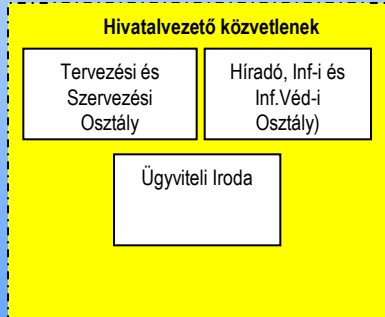 Hivatalvezető közvetlenek
Tervezési és
Szervezési
Osztály
Híradó, Inf-i és
Inf.Véd-i
Osztály)
Ügyviteli Iroda